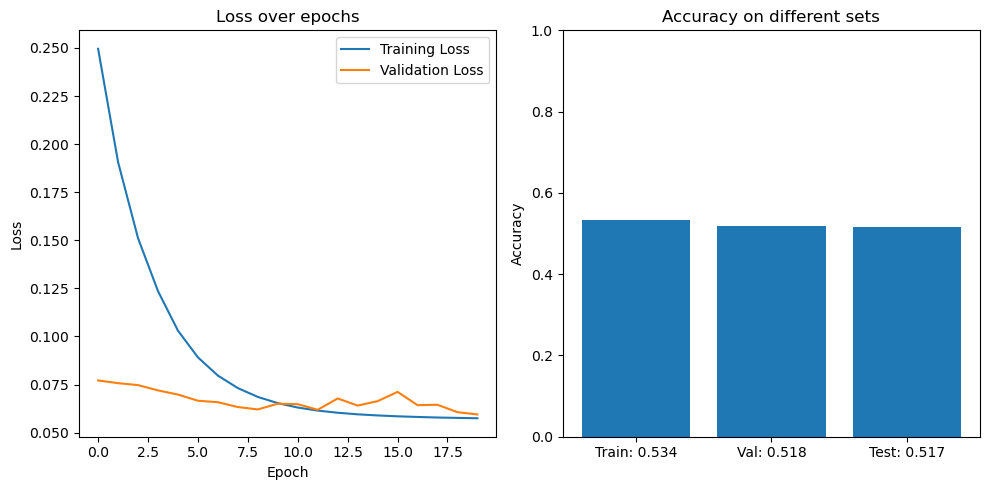 Loss over epochs
Training Loss
Validation Loss
0.250
0.225
0.200
0.175
0.150
0.125
0.100
0.075
0.050
Loss
0.0 2.5 5.0 7.5 10.0 12.5 15.0 17.5
Epoch
Accuracy on different sets
1.0
0.8
0.6
0.4
0.2
0.0
Accuracy
Train: 0.534 Val: 0.518 Test: 0.517